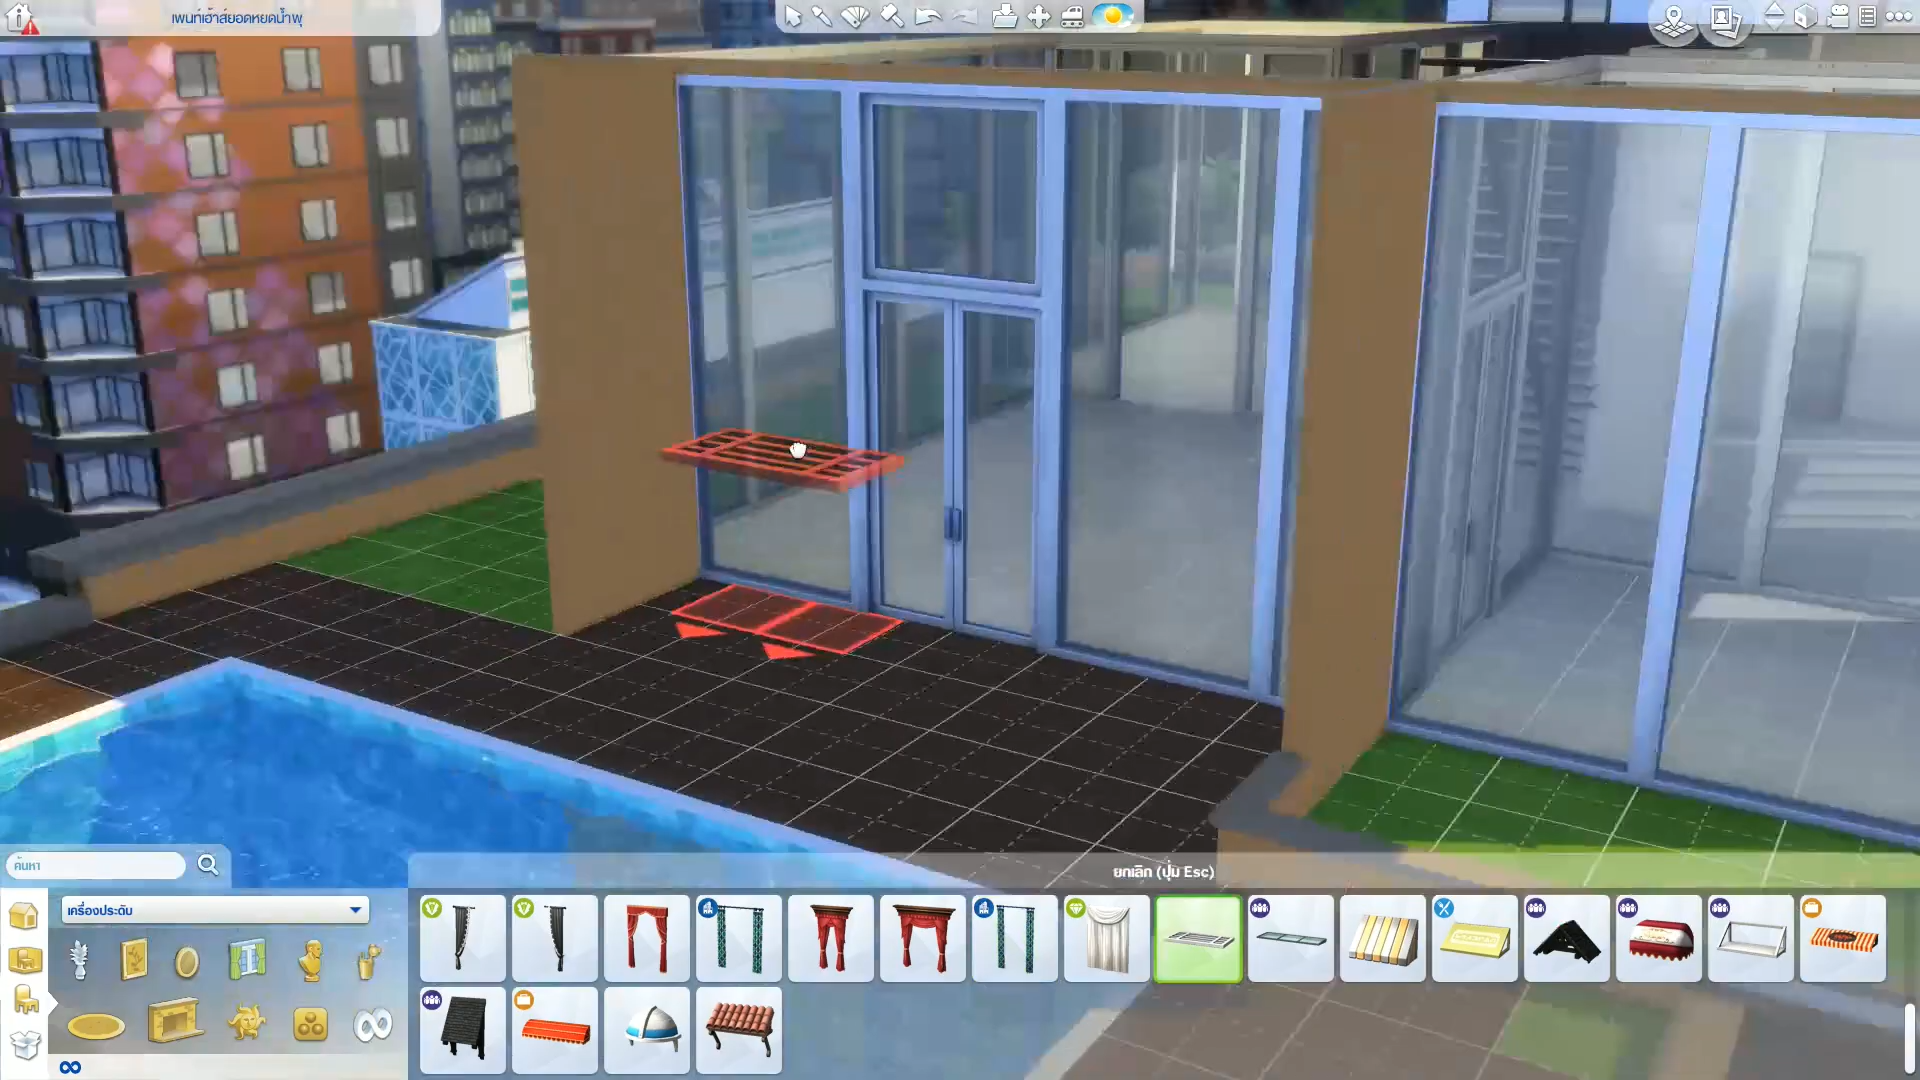 เพนท์เฮ้าส์ยอดหยดน้ำพุ
ยกเลิก (ปุ่ม Esc)
ค้นหา
เครื่องประดับ